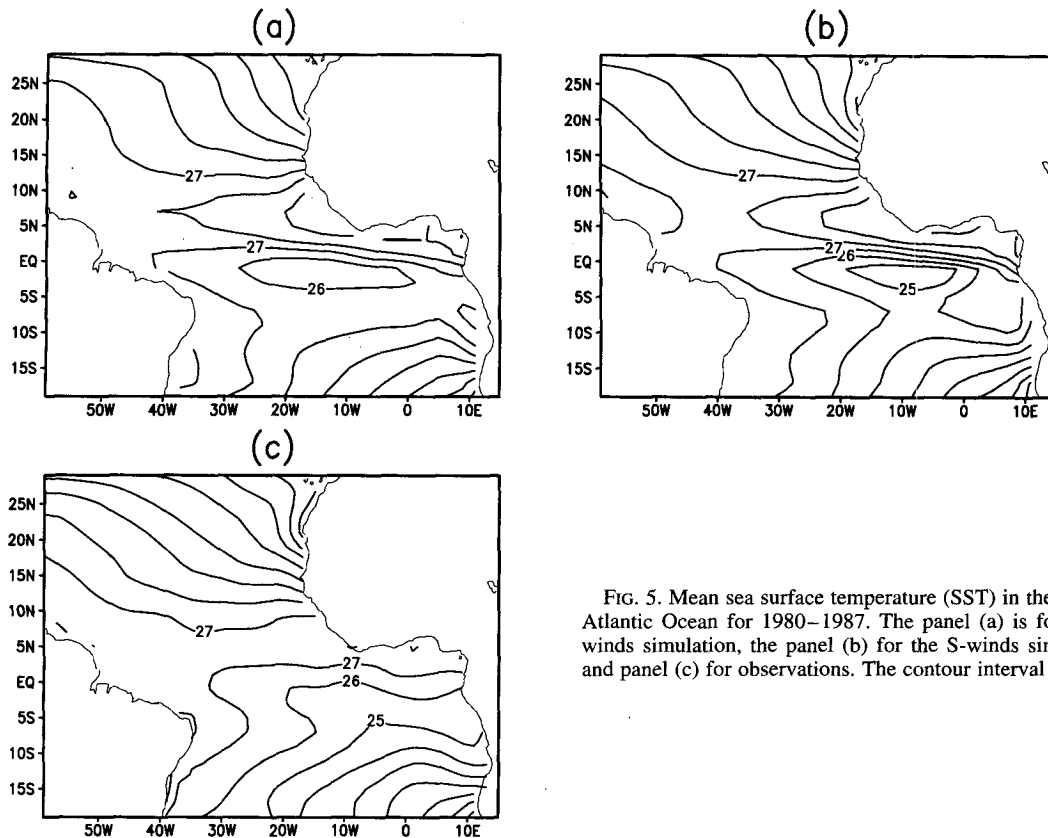 (a)
25N
20N
15N
10N
5N
EQ
5S
10S
15S
27
27
26
50W 40W 30W 20W 10W 0 10E
(b)
25N
20N
15N
10N
5N
EQ
5S
10S
15S
27
27
26
25
50W 40W 30W 20W 10W 0 10E
(c)
25N
20N
15N
10N
5N
EQ
5S
10S
15S
27
27
26
25
50W 40W 30W 20W 10W 0 10E
FIG. 5. Mean sea surface temperature (SST) in the
Atlantic Ocean for 1980–1987. The panel (a) is fo
winds simulation, the panel (b) for the S-winds sin
and panel (c) for observations. The contour interval